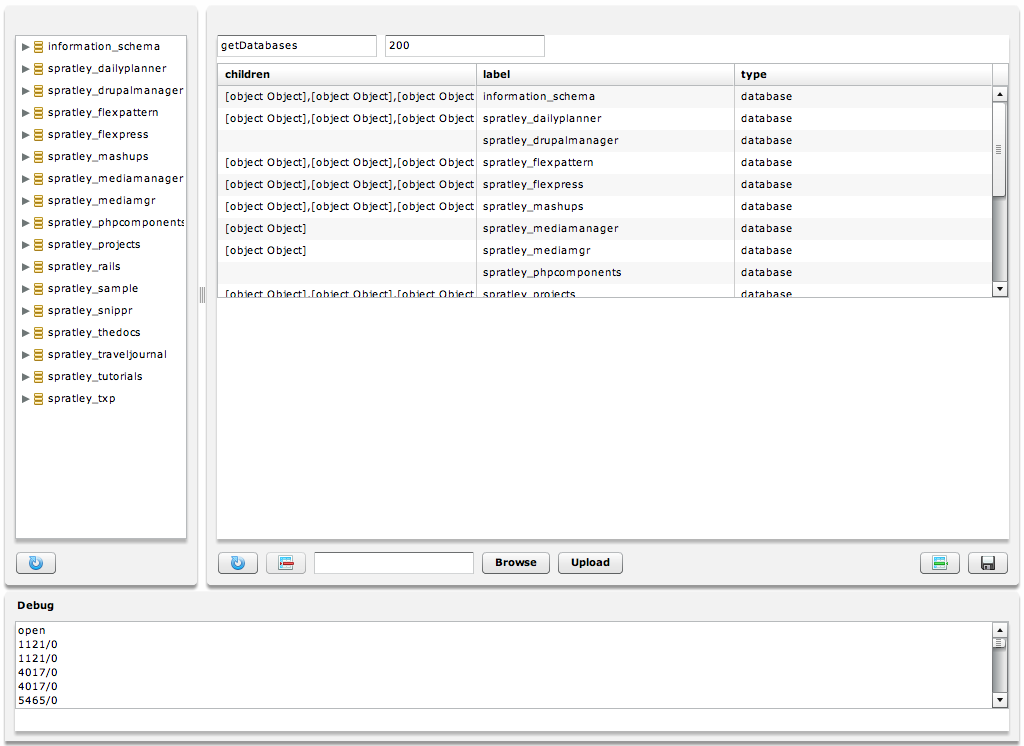 information_schema
spratley_dailyplanner
spratley_drupalmanager
spratley_flexpattern
spratley_flexpress
spratley_mashups
spratley_mediamanager
spratley_mediamgr
spratley_phpcomponents
spratley_projects
spratley_rails
spratley_sample
spratley_snippr
spratley_thedocs
spratley_traveljournal
spratley_tutorials
spratley_txp
getDatabases 200
children label type
[object Object],[object Object],[object Object information_schema database
[object Object],[object Object],[object Object spratley_dailyplanner database
spratley_drupalmanager database
[object Object],[object Object],[object Object spratley_flexpattern database
[object Object],[object Object],[object Object spratley_flexpress database
[object Object],[object Object],[object Object spratley_mashups database
[object Object] spratley_mediamanager database
[object Object] spratley_mediamgr database
spratley_phpcomponents database
[object Object],[object Object],[object Object spratley_projects database
Browse Upload
Debug
open
1121/0
1121/0
4017/0
4017/0
5465/0